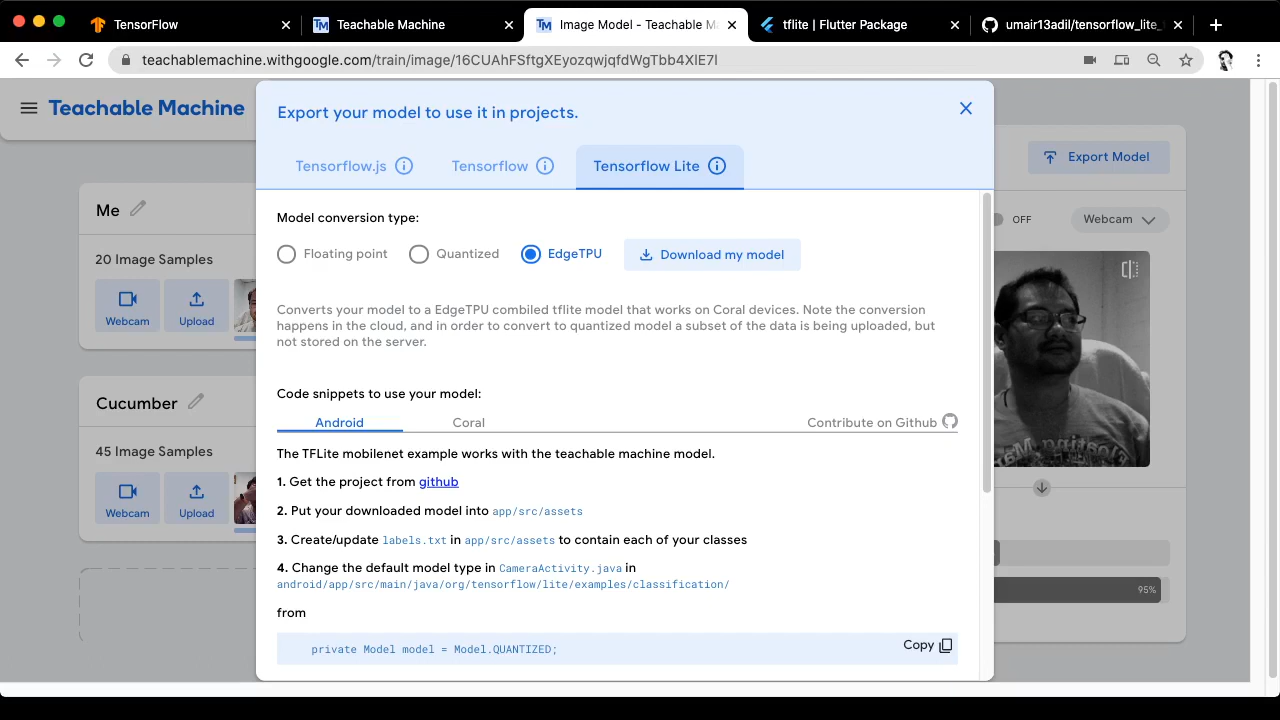 TensorFlow
Teachable Machine
Image Model - Teachable M
tflite | Flutter Package
umair13adil/tensorflow_lite_
teachablemachine.withgoogle.com/train/image/16CUAhFSftgXEyozqwjqfdWgTbb4XlE7l
Teachable Machine
Export your model to use it in projects.
Tensorflow.js
Tensorflow
Tensorflow Lite
Export Model
Me
Model conversion type:
OFF
Webcam
Floating point
Quantized
EdgeTPU
Download my model
20 Image Samples
Webcam
Upload
Converts your model to a EdgeTPU combiled tflite model that works on Coral devices. Note the conversion
happens in the cloud, and in order to convert to quantized model a subset of the data is being uploaded, but
not stored on the server.
Code snippets to use your model:
Cucumber
Android
Coral
Contribute on Github
45 Image Samples
Webcam
Upload
The TFLite mobilenet example works with the teachable machine model.
1. Get the project from github
2. Put your downloaded model into app/src/assets
3. Create/update labels.txt in app/src/assets to contain each of your classes
4. Change the default model type in CameraActivity.java in
android/app/src/main/java/org/tensorflow/lite/examples/classification/
95%
from
private Model model = Model.QUANTIZED;
Copy